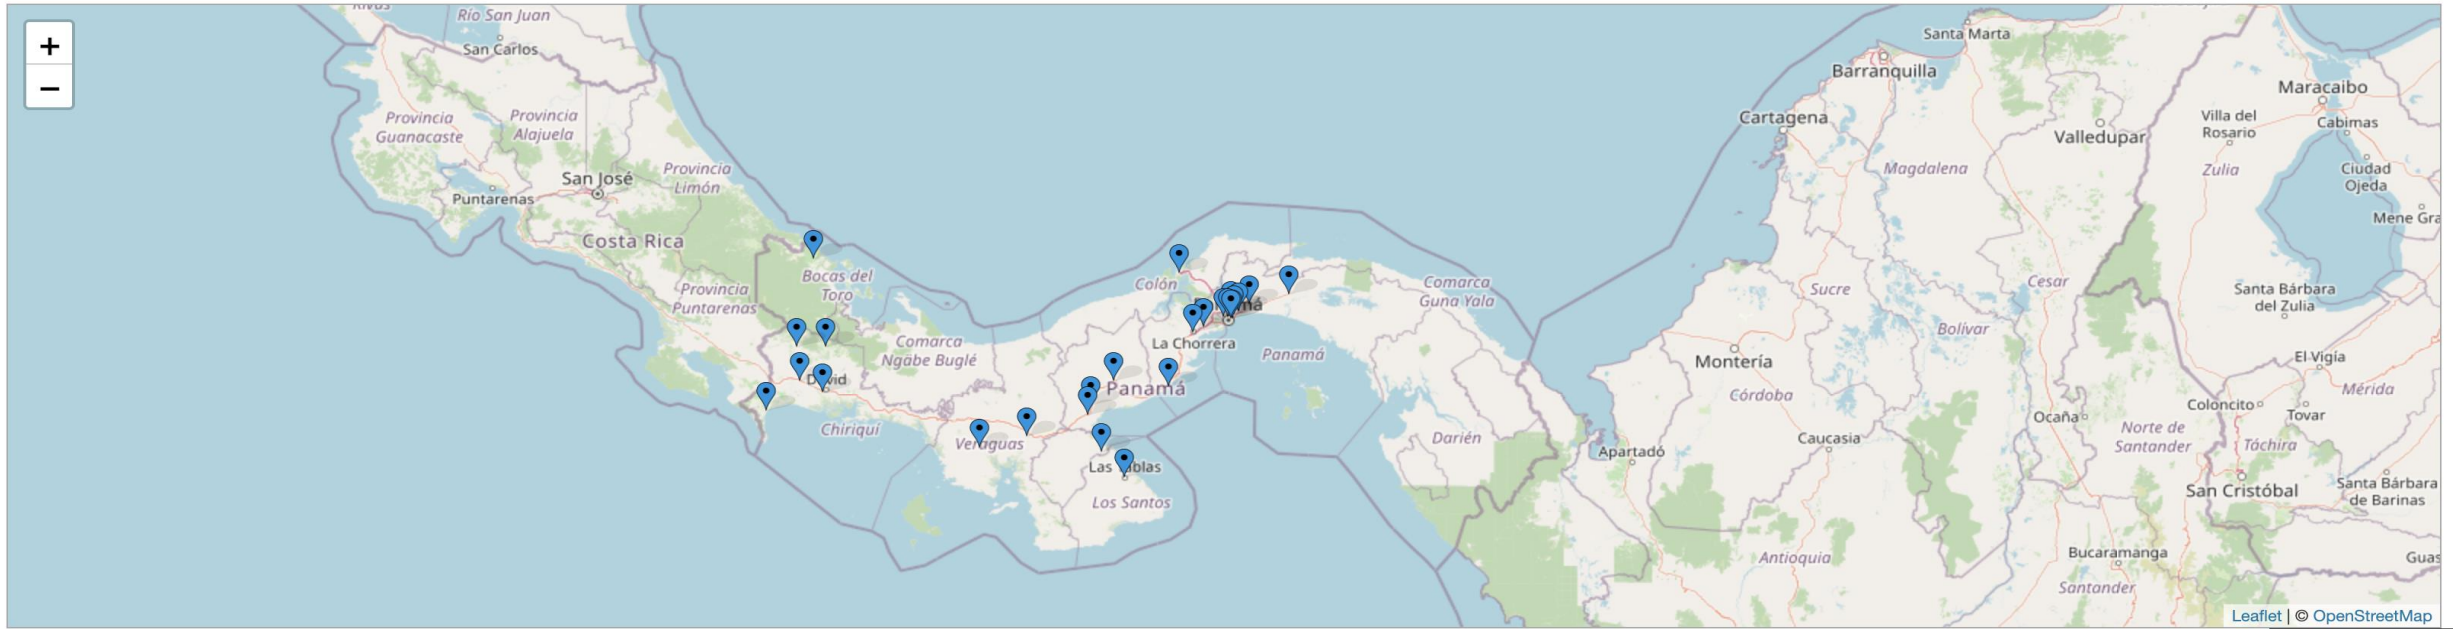 +
−
Rivas
Río San Juan
San Carlos
Provincia
Guanacaste
Provincia
Alajuela
Provincia
Limón
San José
Puntarenas
Costa Rica
Provincia
Puntarenas
Bocas del
Toro
Comarca
Ngäbe Buglé
Chiriquí
Veraguas
Colón
La Chorrera
Panamá
Panamá
Los Santos
Comarca
Guna Yala
Darién
Santa Marta
Barranquilla
Cartagena
Magdalena
Valledupar
Maracaibo
Cabimas
Villa del
Rosario
Zulia
Ciudad
Ojeda
Mene Gra
Sucre
Cesar
Bolívar
Montería
Córdoba
Santa Bárbara
del Zulia
El Vigía
Mérida
Coloncito
Tovar
Ocaña
Norte de
Santander
Táchira
Caucasia
Apartadó
San Cristóbal
Santa Bárbara
de Barinas
Antioquia
Bucaramanga
Santander
Guas
Leaflet | © OpenStreetMap